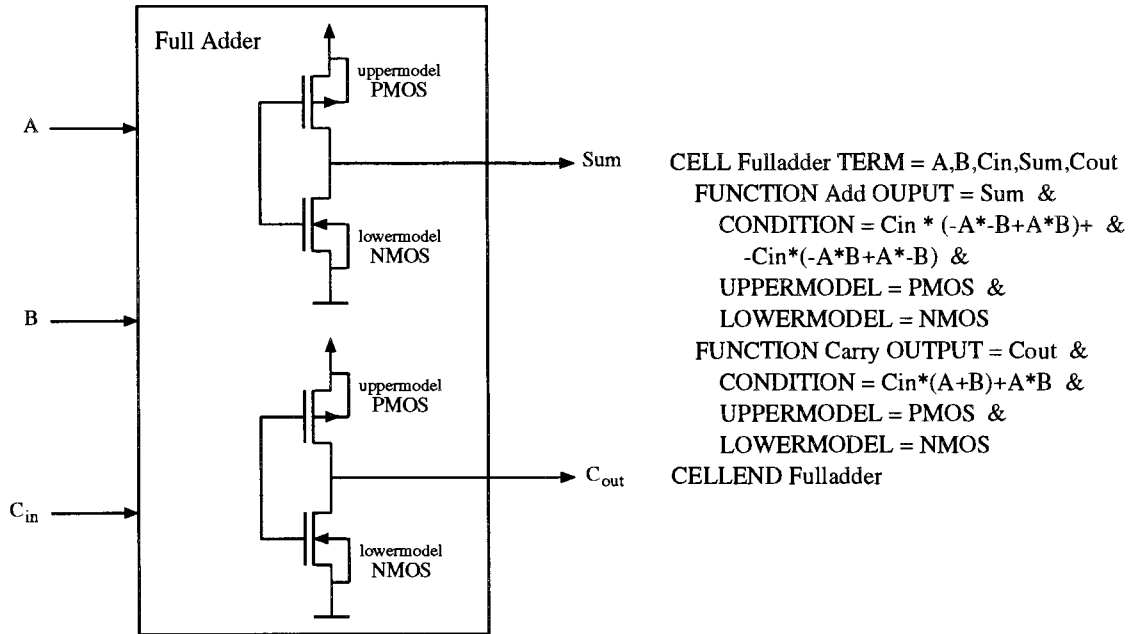 Full Adder
uppermodel
PMOS
A
Sum
lowermodel
NMOS
B
uppermodel
PMOS
C_out
C_in
lowermodel
NMOS
CELL Fulladder TERM = A,B,Cin,Sum,Cout
FUNCTION Add OUPUT = Sum &
CONDITION = Cin * (-A*-B+A*B)+ &
-Cin*(-A*B+A*-B) &
UPPERMODEL = PMOS &
LOWERMODEL = NMOS
FUNCTION Carry OUTPUT = Cout &
CONDITION = Cin*(A+B)+A*B &
UPPERMODEL = PMOS &
LOWERMODEL = NMOS
CELLEND Fulladder